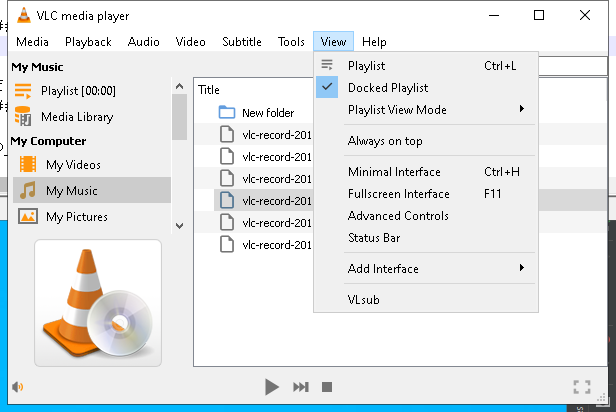 VLC media player
Media Playback Audio Video Subtitle Tools View Help
My Music
Playlist [00:00]
Media Library
My Computer
My Videos
My Music
My Pictures
Title
New folder
vlc-record-201
vlc-record-201
vlc-record-201
vlc-record-201
vlc-record-201
vlc-record-201
Playlist Ctrl+L
Docked Playlist
Playlist View Mode
Always on top
Minimal Interface Ctrl+H
Fullscreen Interface F11
Advanced Controls
Status Bar
Add Interface
VLsub